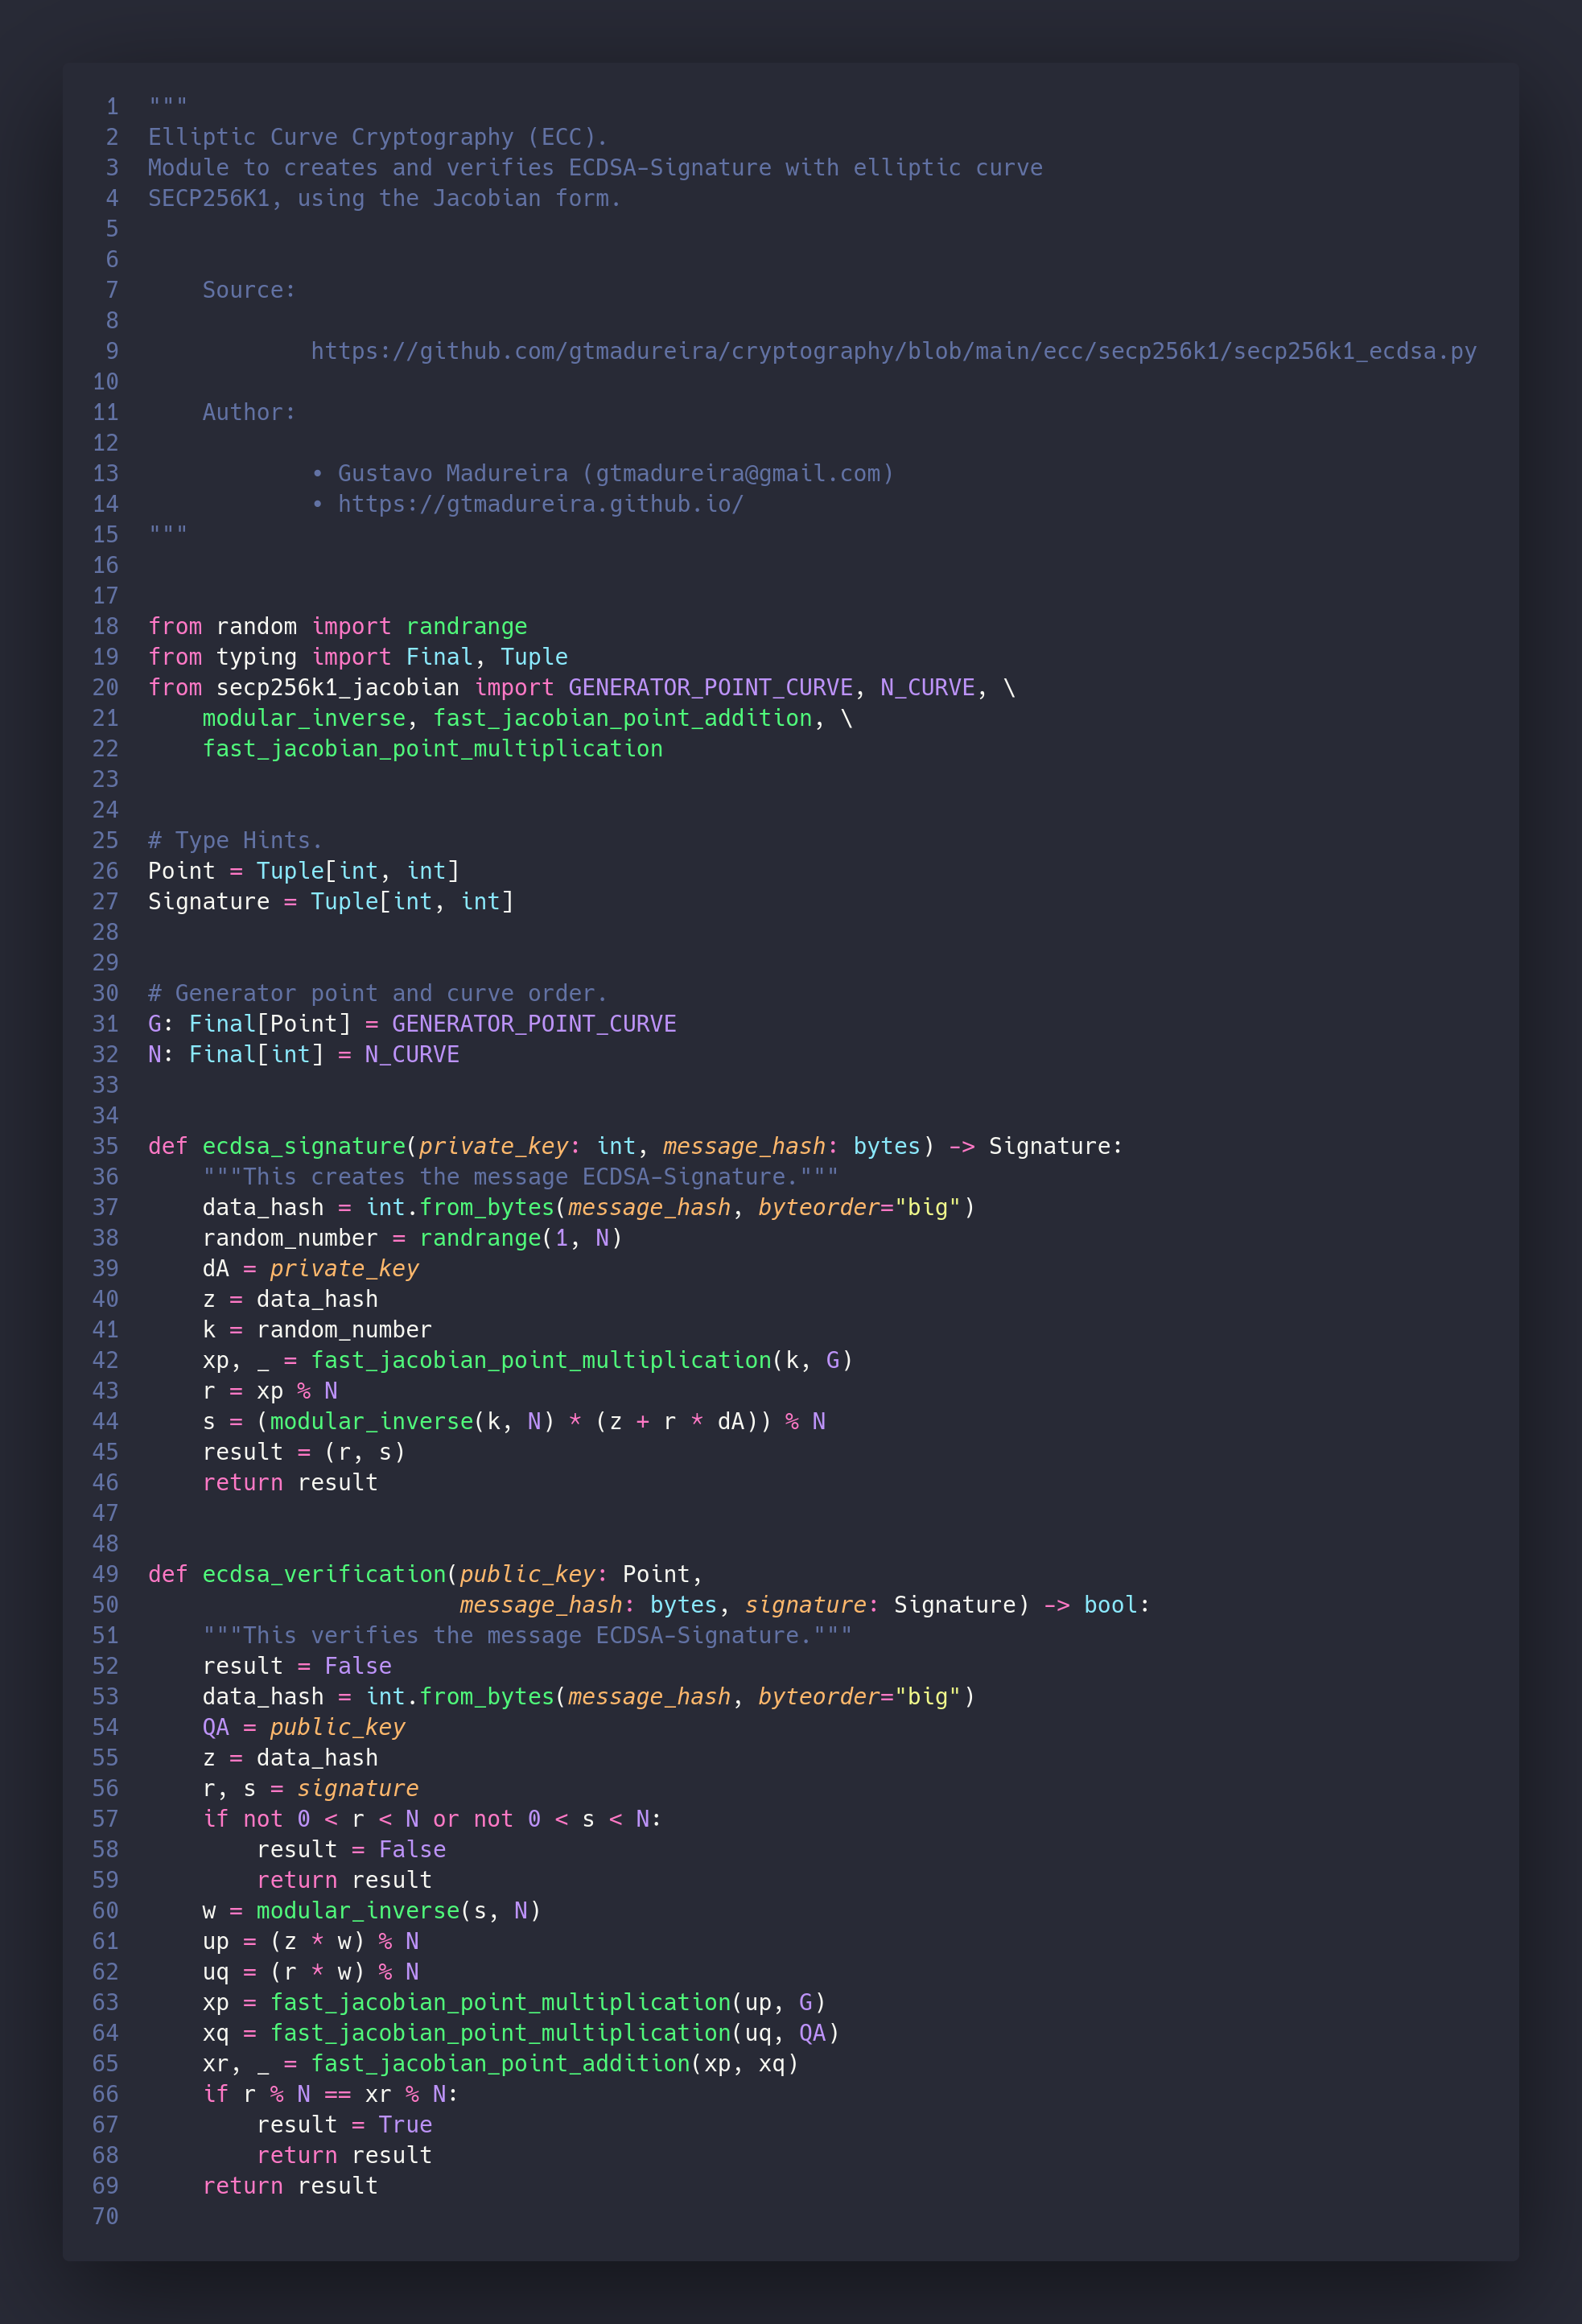 1 """
2 Elliptic Curve Cryptography (ECC).
3 Module to creates and verifies ECDSA-Signature with elliptic curve
4 SECP256K1, using the Jacobian form.
5
6
7     Source:
8
9             https://github.com/gtmadureira/cryptography/blob/main/ecc/secp256k1/secp256k1_ecdsa.py
10
11     Author:
12
13             • Gustavo Madureira (gtmadureira@gmail.com)
14             • https://gtmadureira.github.io/
15 """
16
17
18 from random import randrange
19 from typing import Final, Tuple
20 from secp256k1_jacobian import GENERATOR_POINT_CURVE, N_CURVE, \
21     modular_inverse, fast_jacobian_point_addition, \
22     fast_jacobian_point_multiplication
23
24
25 # Type Hints.
26 Point = Tuple[int, int]
27 Signature = Tuple[int, int]
28
29
30 # Generator point and curve order.
31 G: Final[Point] = GENERATOR_POINT_CURVE
32 N: Final[int] = N_CURVE
33
34
35 def ecdsa_signature(private_key: int, message_hash: bytes) -> Signature:
36     """This creates the message ECDSA-Signature."""
37     data_hash = int.from_bytes(message_hash, byteorder="big")
38     random_number = randrange(1, N)
39     dA = private_key
40     z = data_hash
41     k = random_number
42     xp, _ = fast_jacobian_point_multiplication(k, G)
43     r = xp % N
44     s = (modular_inverse(k, N) * (z + r * dA)) % N
45     result = (r, s)
46     return result
47
48
49 def ecdsa_verification(public_key: Point,
50                        message_hash: bytes, signature: Signature) -> bool:
51     """This verifies the message ECDSA-Signature."""
52     result = False
53     data_hash = int.from_bytes(message_hash, byteorder="big")
54     QA = public_key
55     z = data_hash
56     r, s = signature
57     if not 0 < r < N or not 0 < s < N:
58         result = False
59         return result
60     w = modular_inverse(s, N)
61     up = (z * w) % N
62     uq = (r * w) % N
63     xp = fast_jacobian_point_multiplication(up, G)
64     xq = fast_jacobian_point_multiplication(uq, QA)
65     xr, _ = fast_jacobian_point_addition(xp, xq)
66     if r % N == xr % N:
67         result = True
68         return result
69     return result
70